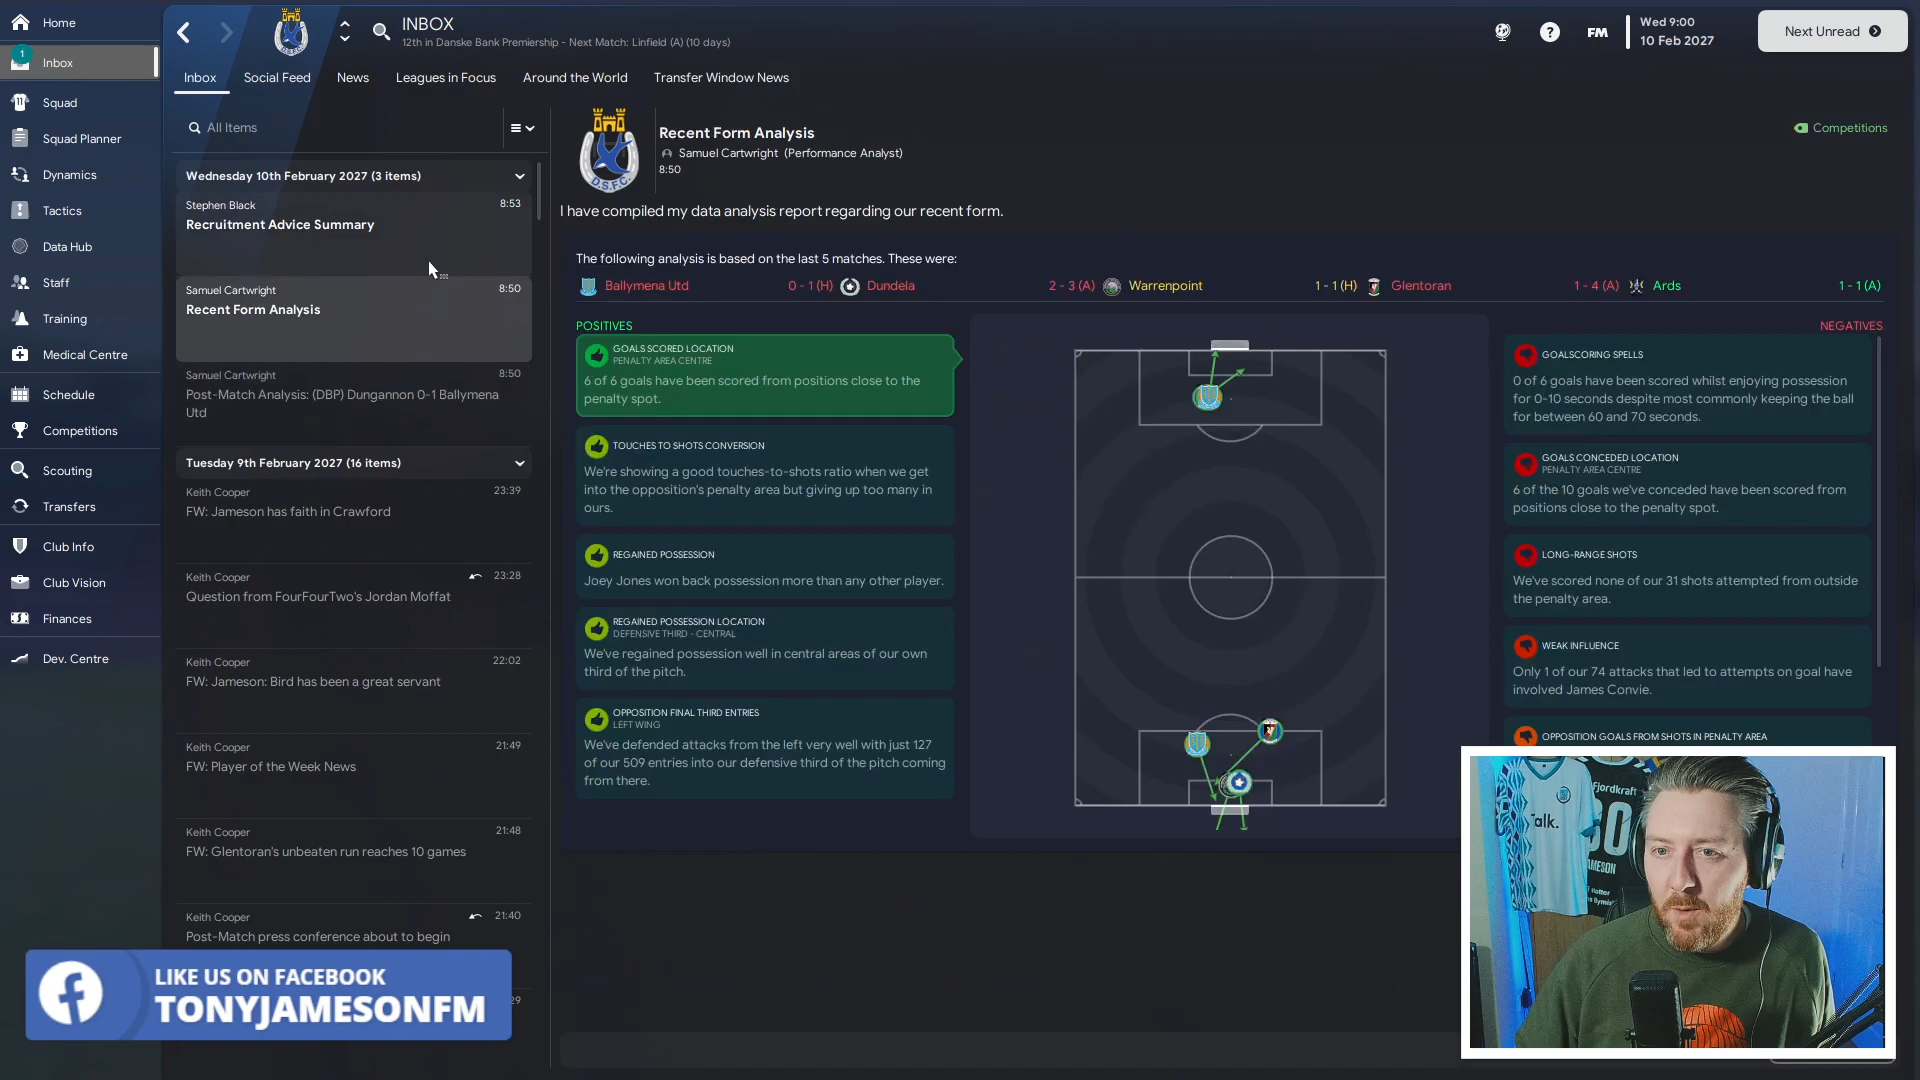 Home
1
Inbox
Squad
Squad Planner
Dynamics
Tactics
Data Hub
Staff
Training
Medical Centre
Schedule
Competitions
Scouting
Transfers
Club Info
Club Vision
Finances
Dev. Centre
INBOX
12th in Danske Bank Premiership - Next Match: Linfield (A) (10 days)
FM
Wed 9:00
10 Feb 2027
Next Unread
Inbox
Social Feed
News
Leagues in Focus
Around the World
Transfer Window News
All Items
Wednesday 10th February 2027 (3 items)
Stephen Black 8:53
Recruitment Advice Summary
Samuel Cartwright 8:50
Recent Form Analysis
Samuel Cartwright 8:50
Post-Match Analysis: (DBP) Dungannon 0-1 Ballymena
Utd
Tuesday 9th February 2027 (16 items)
Keith Cooper 23:39
FW: Jameson has faith in Crawford
Keith Cooper 23:28
Question from FourFourTwo's Jordan Moffat
Keith Cooper 22:02
FW: Jameson: Bird has been a great servant
Keith Cooper 21:49
FW: Player of the Week News
Keith Cooper 21:48
FW: Glentoran's unbeaten run reaches 10 games
Keith Cooper 21:40
Post-Match press conference about to begin
29
LIKE US ON FACEBOOK
TONYJAMESONFM
D.S.F.C.
Recent Form Analysis
Samuel Cartwright (Performance Analyst)
8:50
Competitions
I have compiled my data analysis report regarding our recent form.
The following analysis is based on the last 5 matches. These were:
Ballymena Utd 0 - 1 (H) Dundela 2 - 3 (A) Warrenpoint 1 - 1 (H) Glentoran 1 - 4 (A) Ards 1 - 1 (A)
POSITIVES
GOALS SCORED LOCATION
PENALTY AREA CENTRE
6 of 6 goals have been scored from positions close to the
penalty spot.
TOUCHES TO SHOTS CONVERSION
We're showing a good touches-to-shots ratio when we get
into the opposition's penalty area but giving up too many in
ours.
REGAINED POSSESSION
Joey Jones won back possession more than any other player.
REGAINED POSSESSION LOCATION
DEFENSIVE THIRD - CENTRAL
We've regained possession well in central areas of our own
third of the pitch.
OPPOSITION FINAL THIRD ENTRIES
LEFT WING
We've defended attacks from the left very well with just 127
of our 509 entries into our defensive third of the pitch coming
from there.
NEGATIVES
GOALSCORING SPELLS
0 of 6 goals have been scored whilst enjoying possession
for 0-10 seconds despite most commonly keeping the ball
for between 60 and 70 seconds.
GOALS CONCEDED LOCATION
PENALTY AREA CENTRE
6 of the 10 goals we've conceded have been scored from
positions close to the penalty spot.
LONG-RANGE SHOTS
We've scored none of our 31 shots attempted from outside
the penalty area.
WEAK INFLUENCE
Only 1 of our 74 attacks that led to attempts on goal have
involved James Convie.
OPPOSITION GOALS FROM SHOTS IN PENALTY AREA
Talk.
fjordkraft